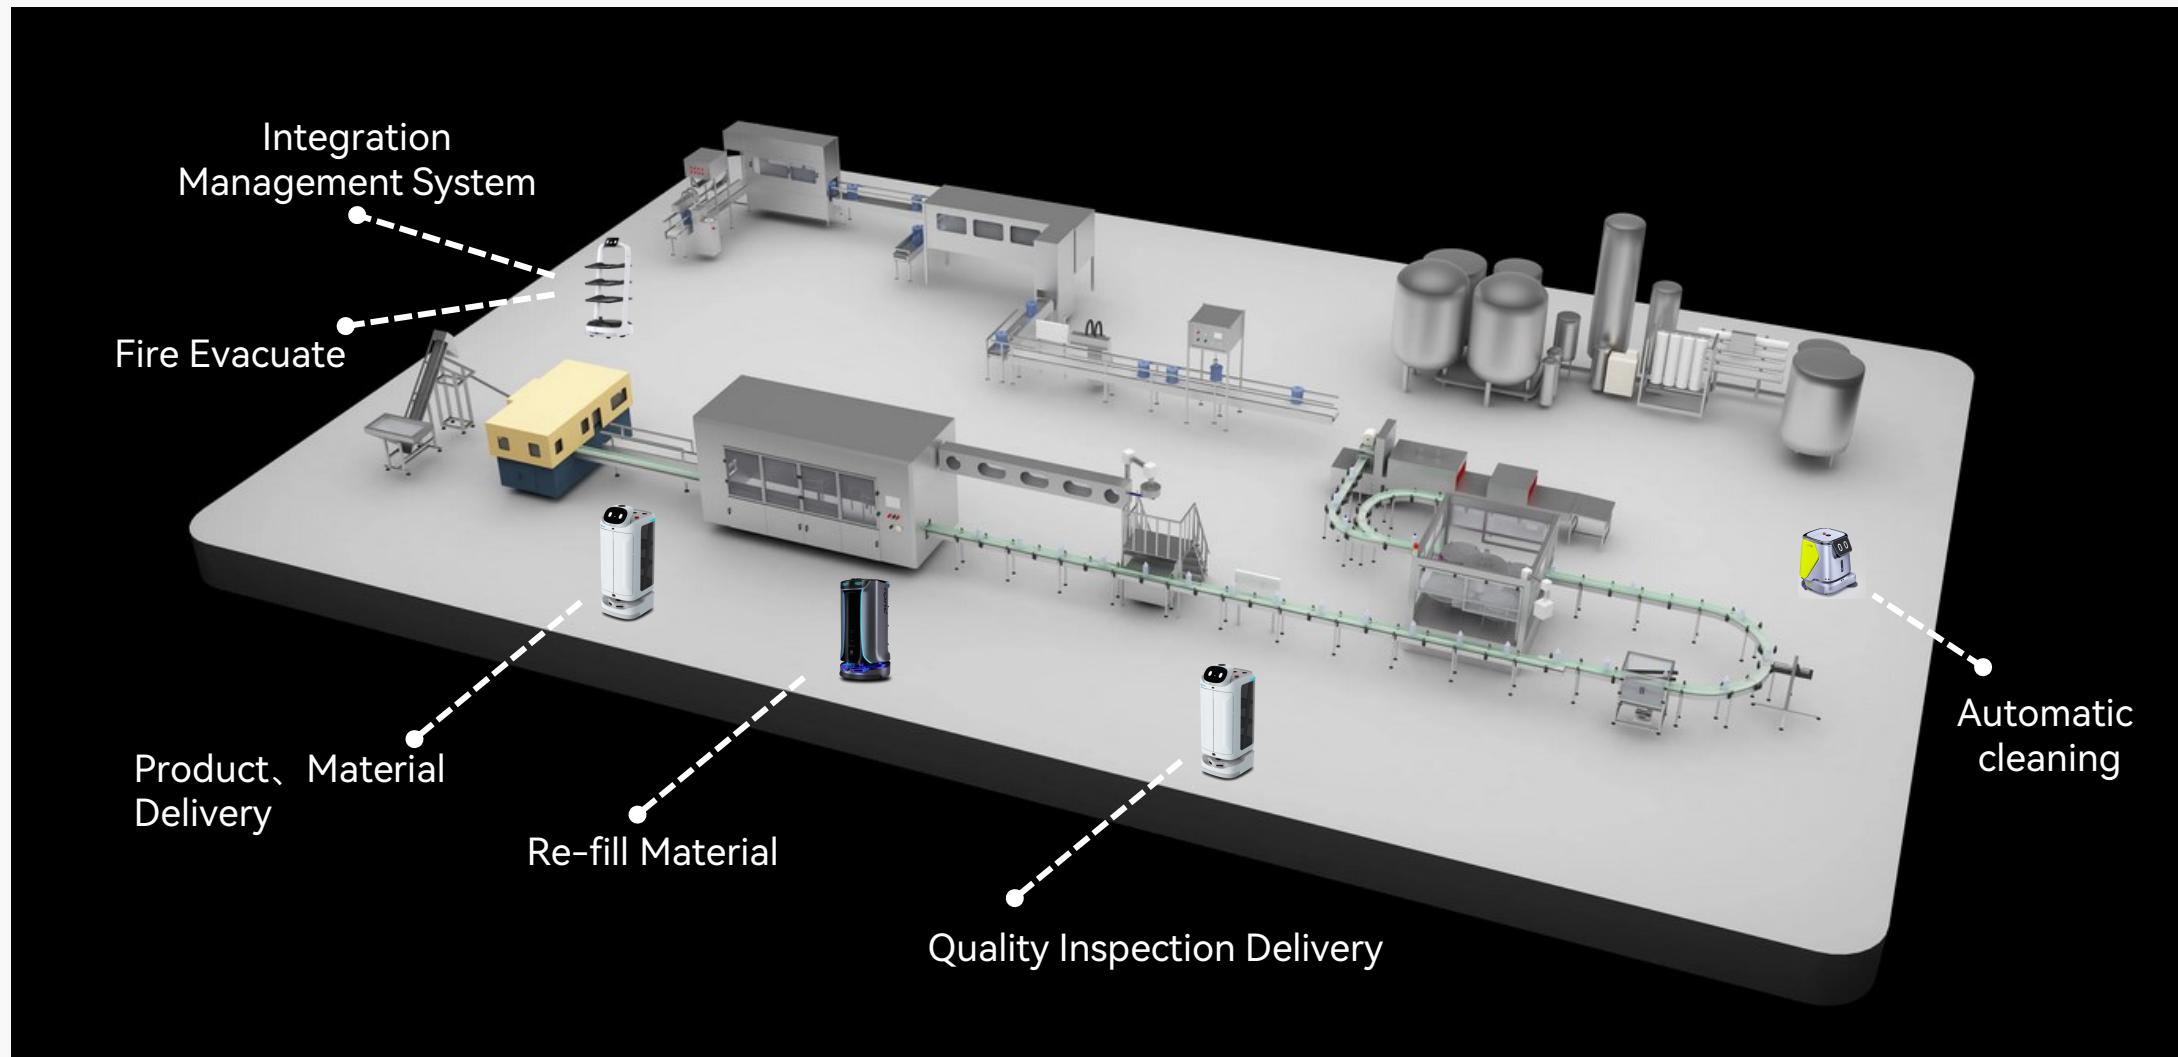 Integration
Management System
Fire Evacuate
Product、Material
Delivery
Re-fill Material
Quality Inspection Delivery
Automatic
cleaning